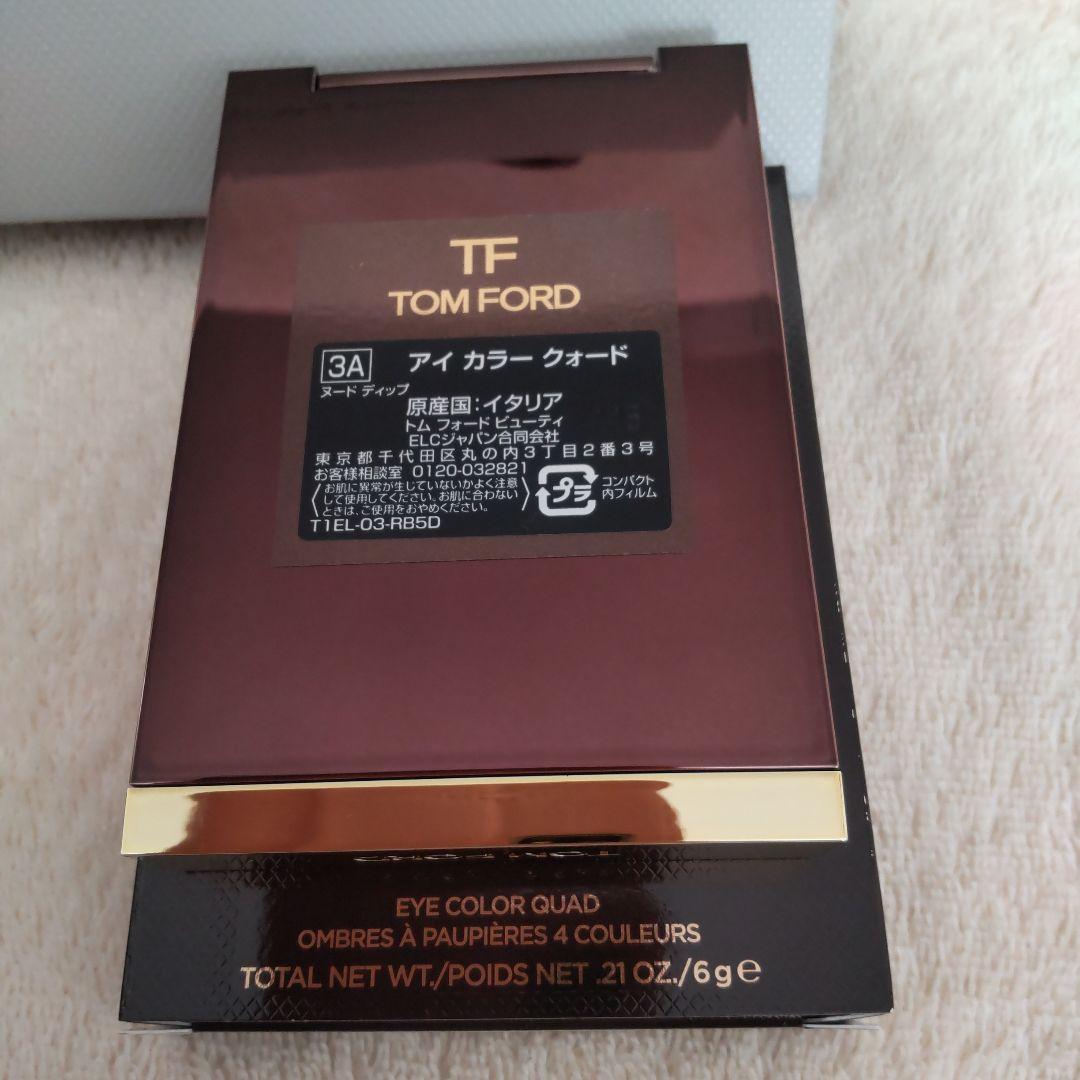 TF
TOM FORD
3A アイ カラー クォード
ヌード ディップ
原産国：イタリア
トム フォード ビューティ
ELCジャパン合同会社
東京都千代田区丸の内3丁目2番3号
お客様相談室 0120-032821
お肌に異常が生じていないかよく注意
して使用してください。お肌に合わない
ときは、ご使用をおやめください。
プラ
コンパクト
内フィルム
T1EL-03-RB5D
EYE COLOR QUAD
OMBRES À PAUPIÈRES 4 COULEURS
TOTAL NET WT./POIDS NET .21 OZ./6g e